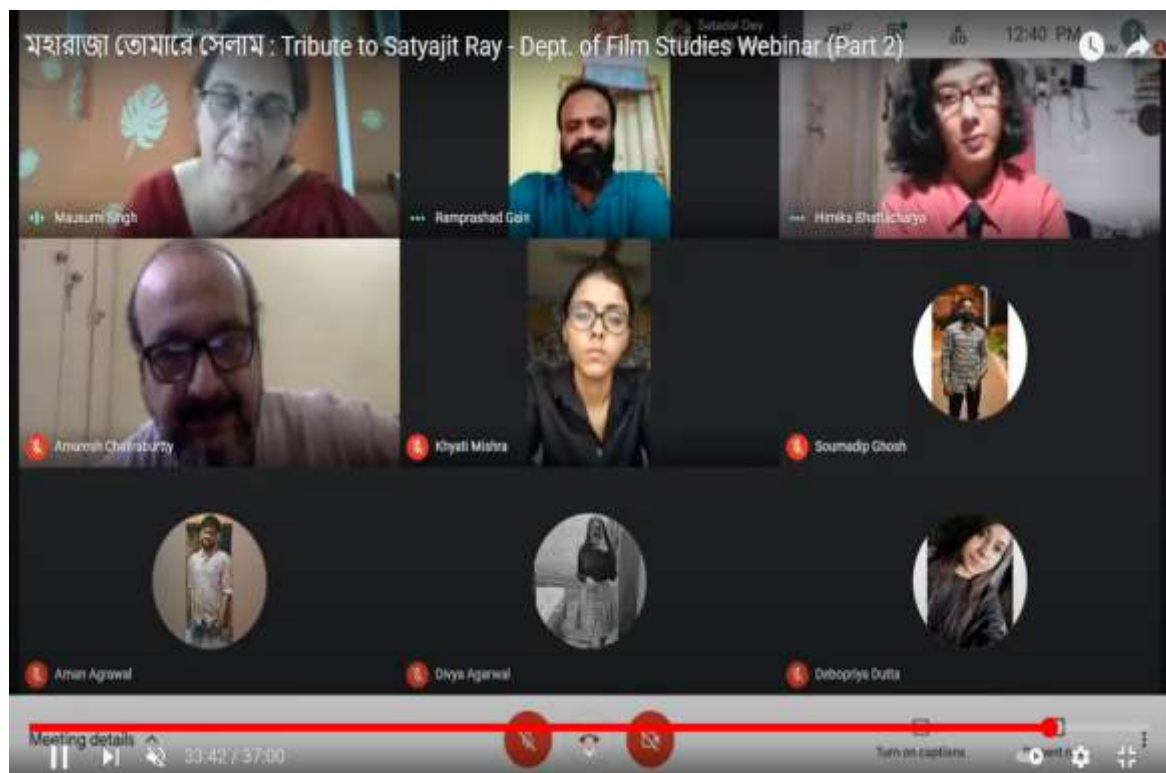 Satadal Dey
মহারাজা তোমারে সেলাম : Tribute to Satyajit Ray - Dept. of Film Studies Webinar (Part 2)
12:40 PM
Mausumi Singh
Ramprashad Gain
Himika Bhattacharya
Khyati Mishra
Soumadip Ghosh
Aman Agrawal
Divya Agarwal
Debopriya Dutta
Meeting details
Turn on captions
33:42 / 37:00